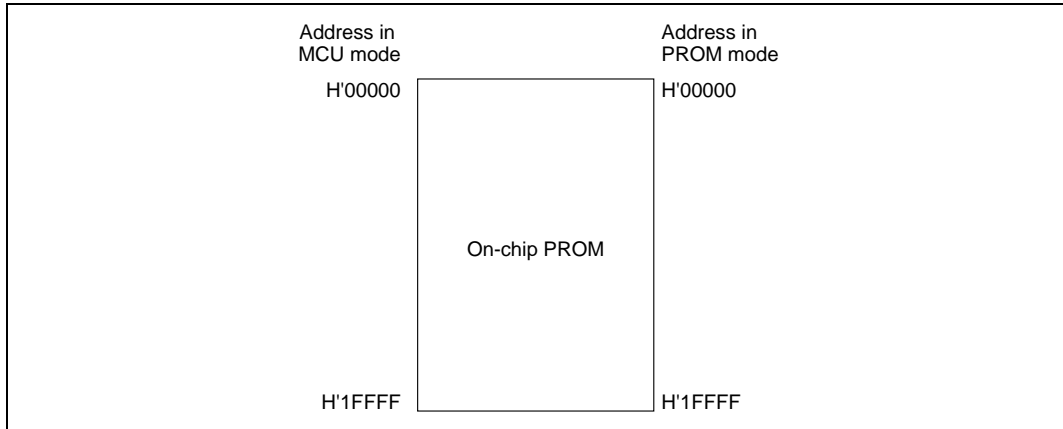 Address in
MCU mode
Address in
PROM mode
H'00000
H'00000
On-chip PROM
H'1FFFF
H'1FFFF